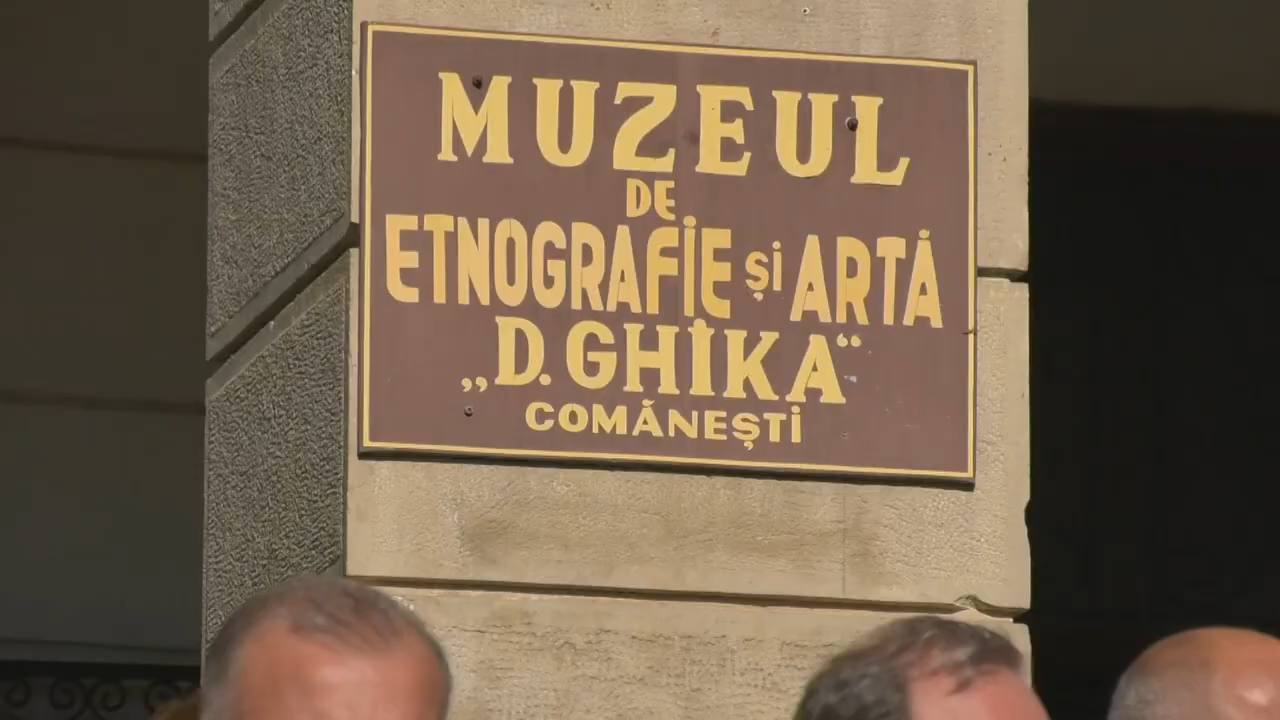 MUZEUL
DE
ETNOGRAFIE și ARTĂ
„D. GHIKA“
COMĂNEȘTI